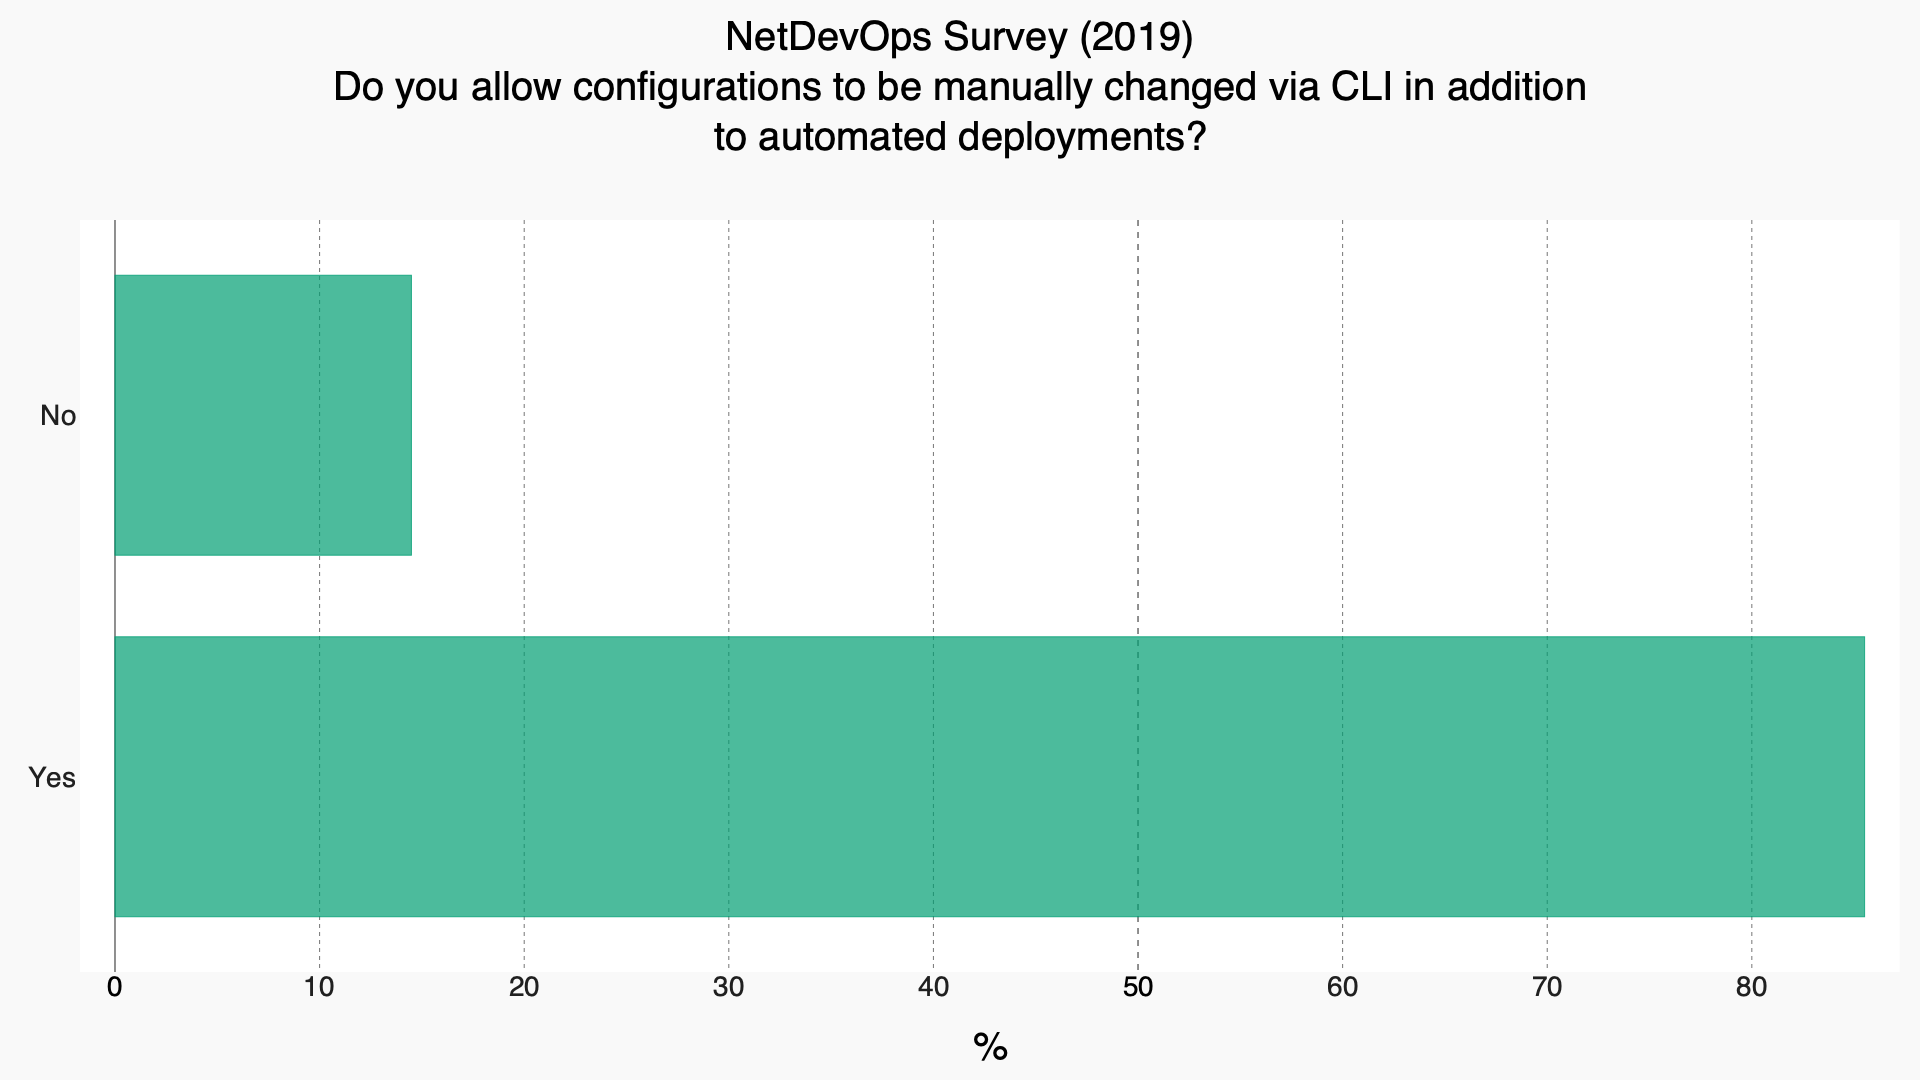 NetDevOps Survey (2019)
Do you allow configurations to be manually changed via CLI in addition
to automated deployments?
No
Yes
0 10 20 30 40 50 60 70 80
%